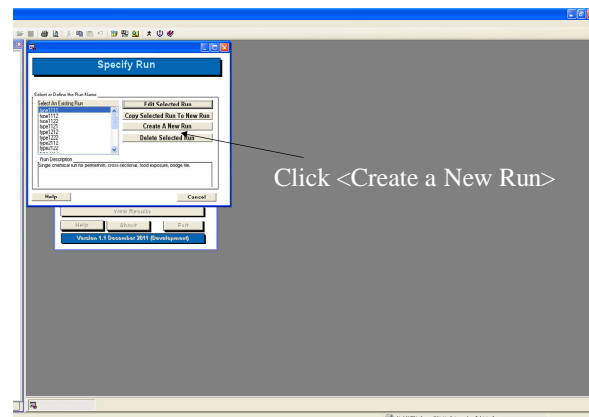 Specify Run
Select or Define the Run Name
Select An Existing Run
type1111
type1112
type1122
type1121
type1212
type1222
type2112
type2122
Edit Selected Run
Copy Selected Run To New Run
Create A New Run
Delete Selected Run
Run Description
Single chemical run for permethrin, cross-sectional, food exposure, bridge file.
Help
Cancel
Click <Create a New Run>
View Results
Help
About
Exit
Version 1.1 December 2011 (Development)